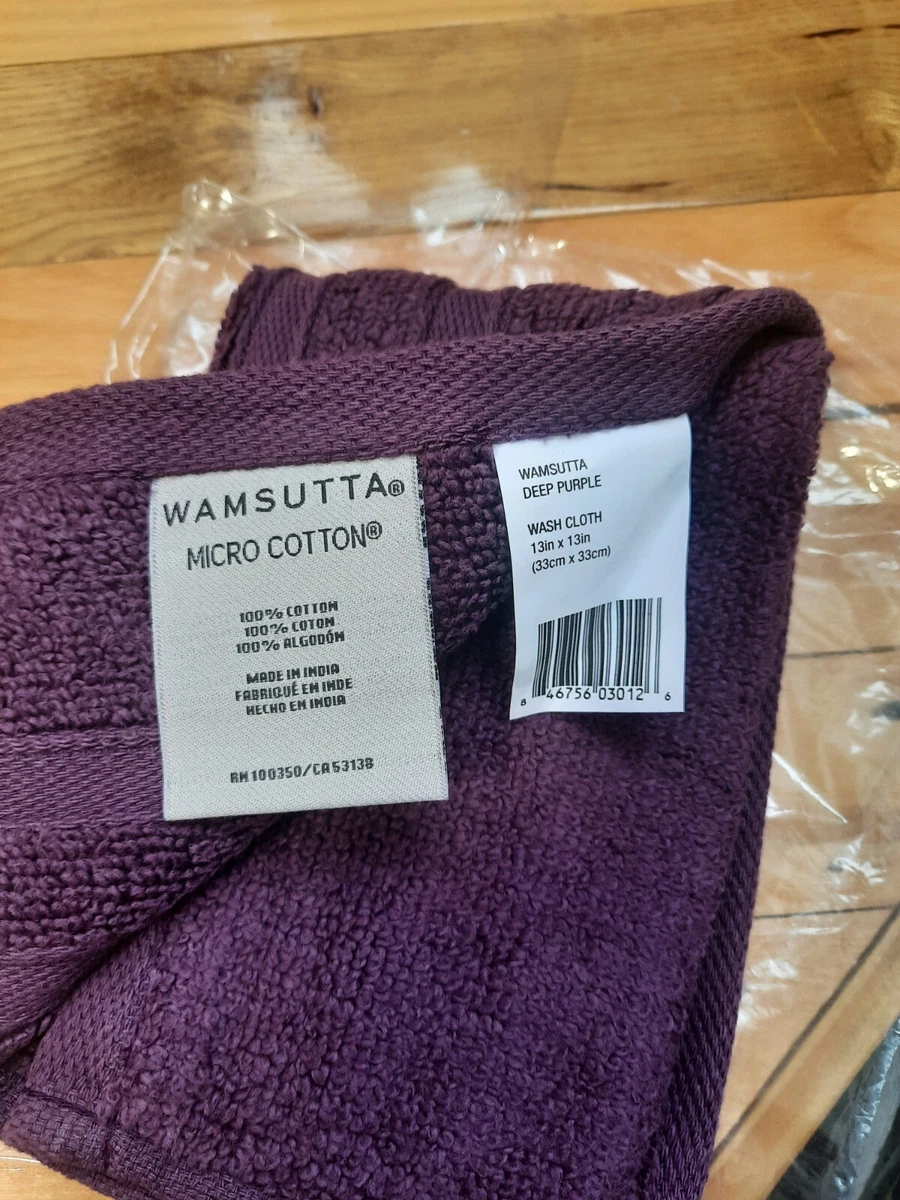 WAMSUTTA®
MICRO COTTON®
100% COTTON
100% COTON
100% ALGODÓN
MADE IN INDIA
FABRIQUÉ EN INDE
HECHO EN INDIA
RN 100350/CA 53138
WAMSUTTA
DEEP PURPLE
WASH CLOTH
13in x 13in
(33cm x 33cm)
8 46756 03012 6